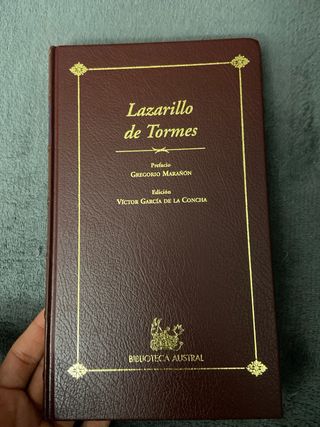 Lazarillo
de Tormes
Prefacio
GREGORIO MARAÑÓN
Edición
VÍCTOR GARCÍA DE LA CONCHA
BIBLIOTECA AUSTRAL